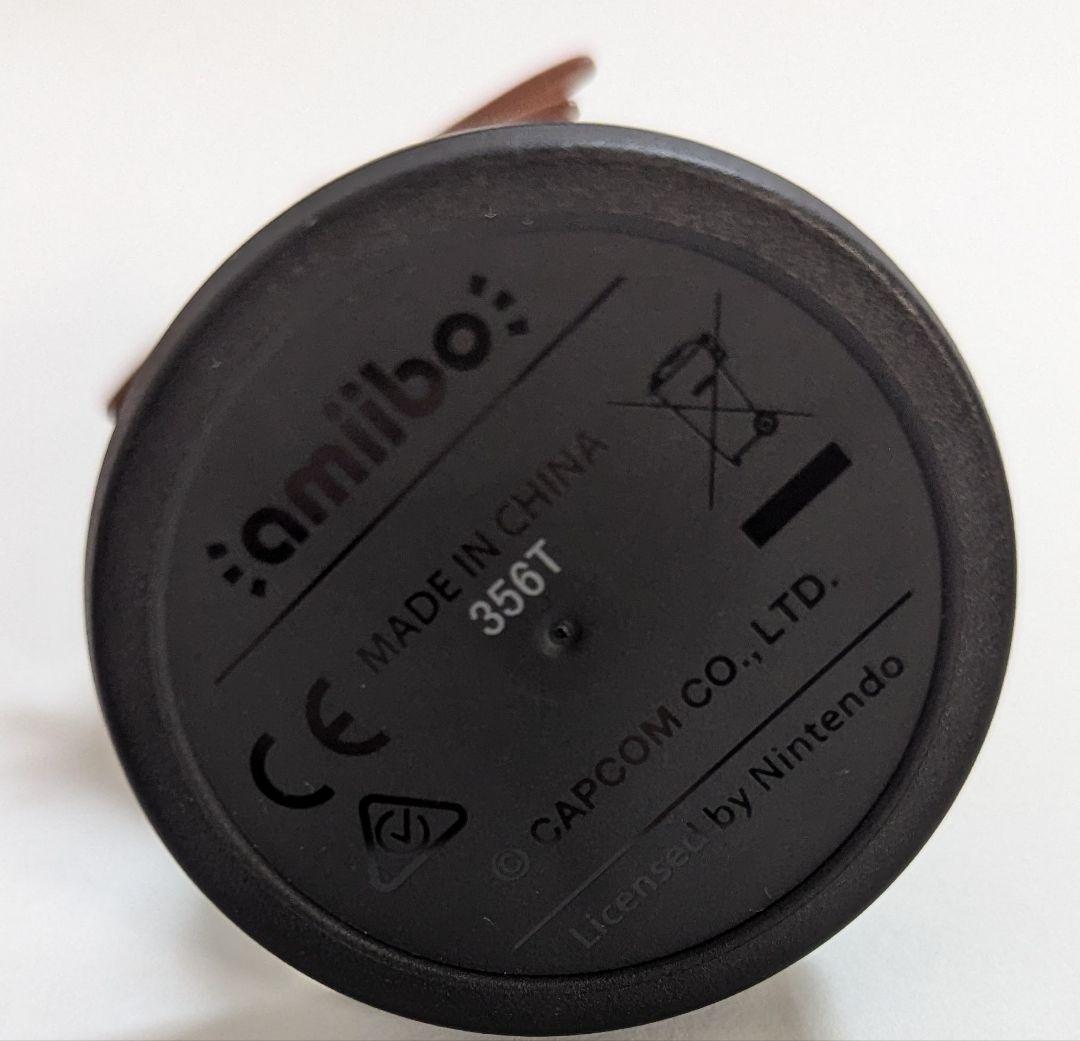 amiibo
MADE IN CHINA
356T
CE
© CAPCOM CO., LTD.
Licensed by Nintendo